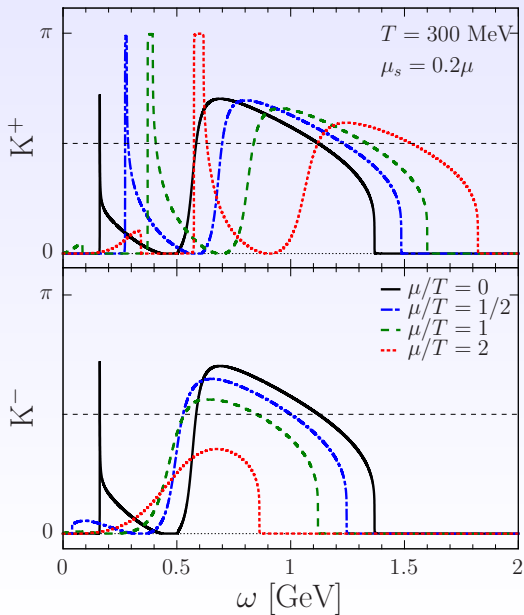 π
T = 300 MeV
μₛ = 0.2μ
K⁺
0
π
μ/T = 0
μ/T = 1/2
μ/T = 1
μ/T = 2
K⁻
0
0 0.5 1 1.5 2
ω [GeV]